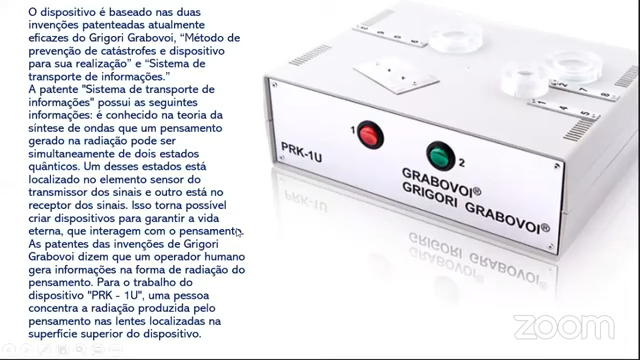 O dispositivo é baseado nas duas
invenções patenteadas atualmente
eficazes do Grigori Grabovoi, “Método de
prevenção de catástrofes e dispositivo
para sua realização” e “Sistema de
transporte de informações.”
A patente "Sistema de transporte de
informações" possui as seguintes
informações: é conhecido na teoria da
síntese de ondas que um pensamento
gerado na radiação pode ser
simultaneamente de dois estados
quânticos. Um desses estados está
localizado no elemento sensor do
transmissor dos sinais e outro está no
receptor dos sinais. Isso torna possível
criar dispositivos para garantir a vida
eterna, que interagem com o pensamento.
As patentes das invenções de Grigori
Grabovoi dizem que um operador humano
gera informações na forma de radiação do
pensamento. Para o trabalho do
dispositivo "PRK - 1U", uma pessoa
concentra a radiação produzida pelo
pensamento nas lentes localizadas na
superfície superior do dispositivo.
1
2
PRK-1U
GRABOVOI®
GRIGORI GRABOVOI®
zoom